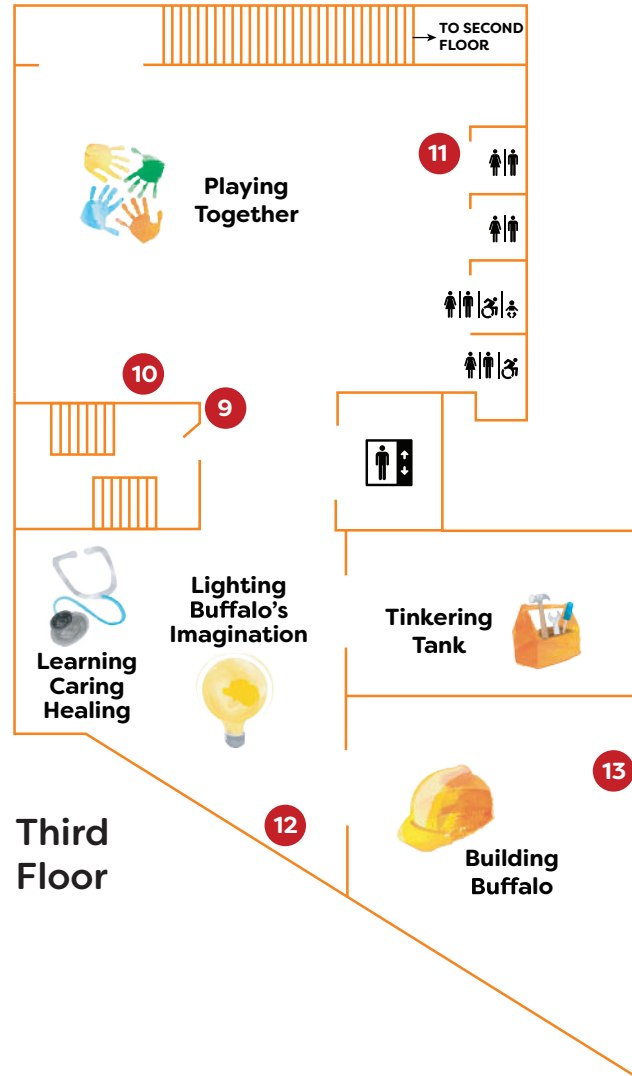 TO SECOND
FLOOR
11
Playing
Together
10
9
Lighting
Buffalo's
Imagination
Learning
Caring
Healing
Tinkering
Tank
13
12
Building
Buffalo
Third
Floor